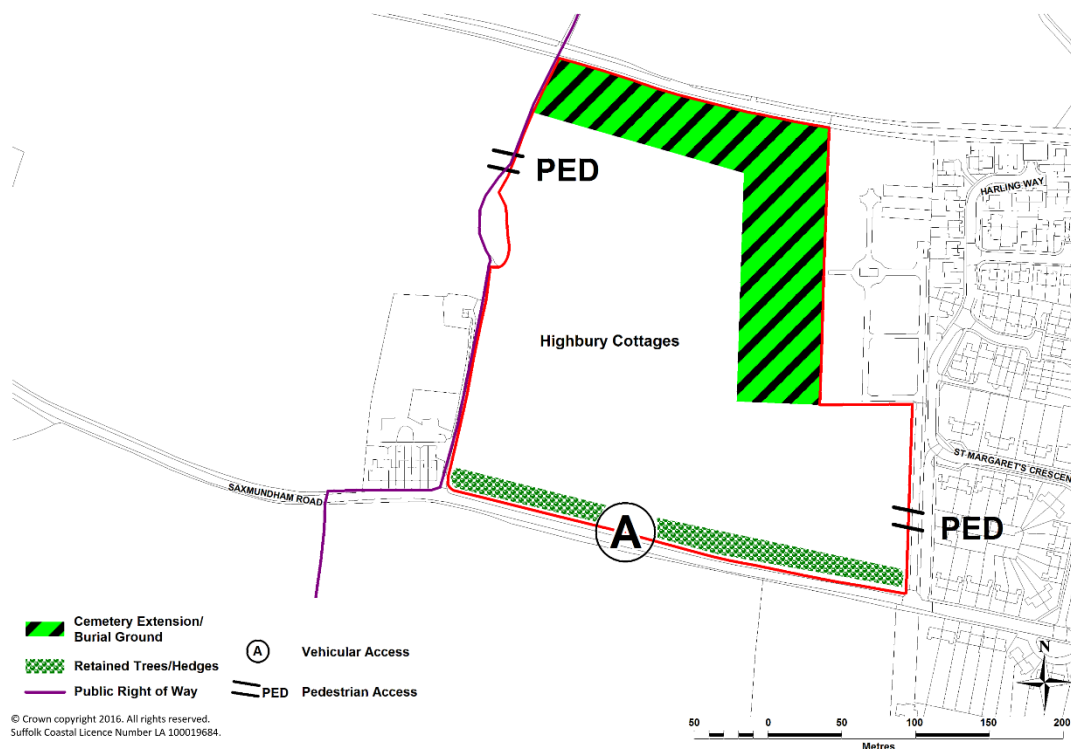 PED
HARLING WAY
Highbury Cottages
ST MARGARET'S CRESCEN
SAXMUNDHAM ROAD
A
PED
Cemetery Extension/
Burial Ground
Retained Trees/Hedges
Public Right of Way
A Vehicular Access
PED Pedestrian Access
N
© Crown copyright 2016. All rights reserved.
Suffolk Coastal Licence Number LA 100019684.
50 0 50 100 150 200
Metres